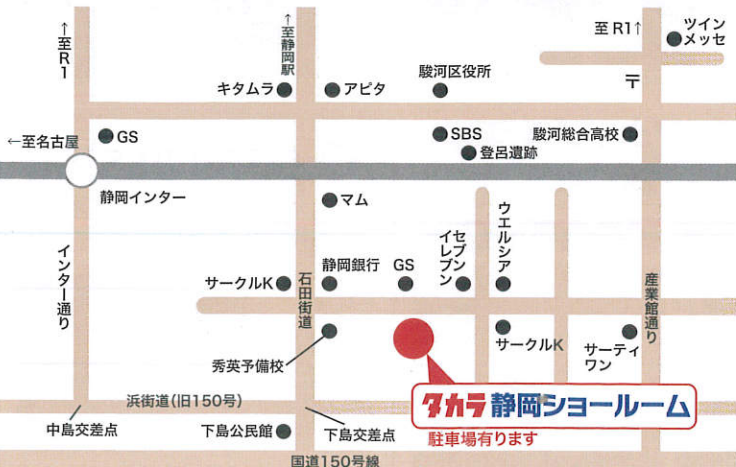 ←至R1
←至静岡駅
至R1↑
ツイン
メッセ
キタムラ
アピタ
駿河区役所
〒
←至名古屋
GS
SBS
登呂遺跡
駿河総合高校
静岡インター
マム
インター通り
サークルK
石田街道
静岡銀行
GS
セブン
イレブン
ウエルシア
産業館通り
秀英予備校
サークルK
サーティ
ワン
浜街道(旧150号)
タカラ静岡ショールーム
駐車場有ります
中島交差点
下島公民館
下島交差点
国道150号線